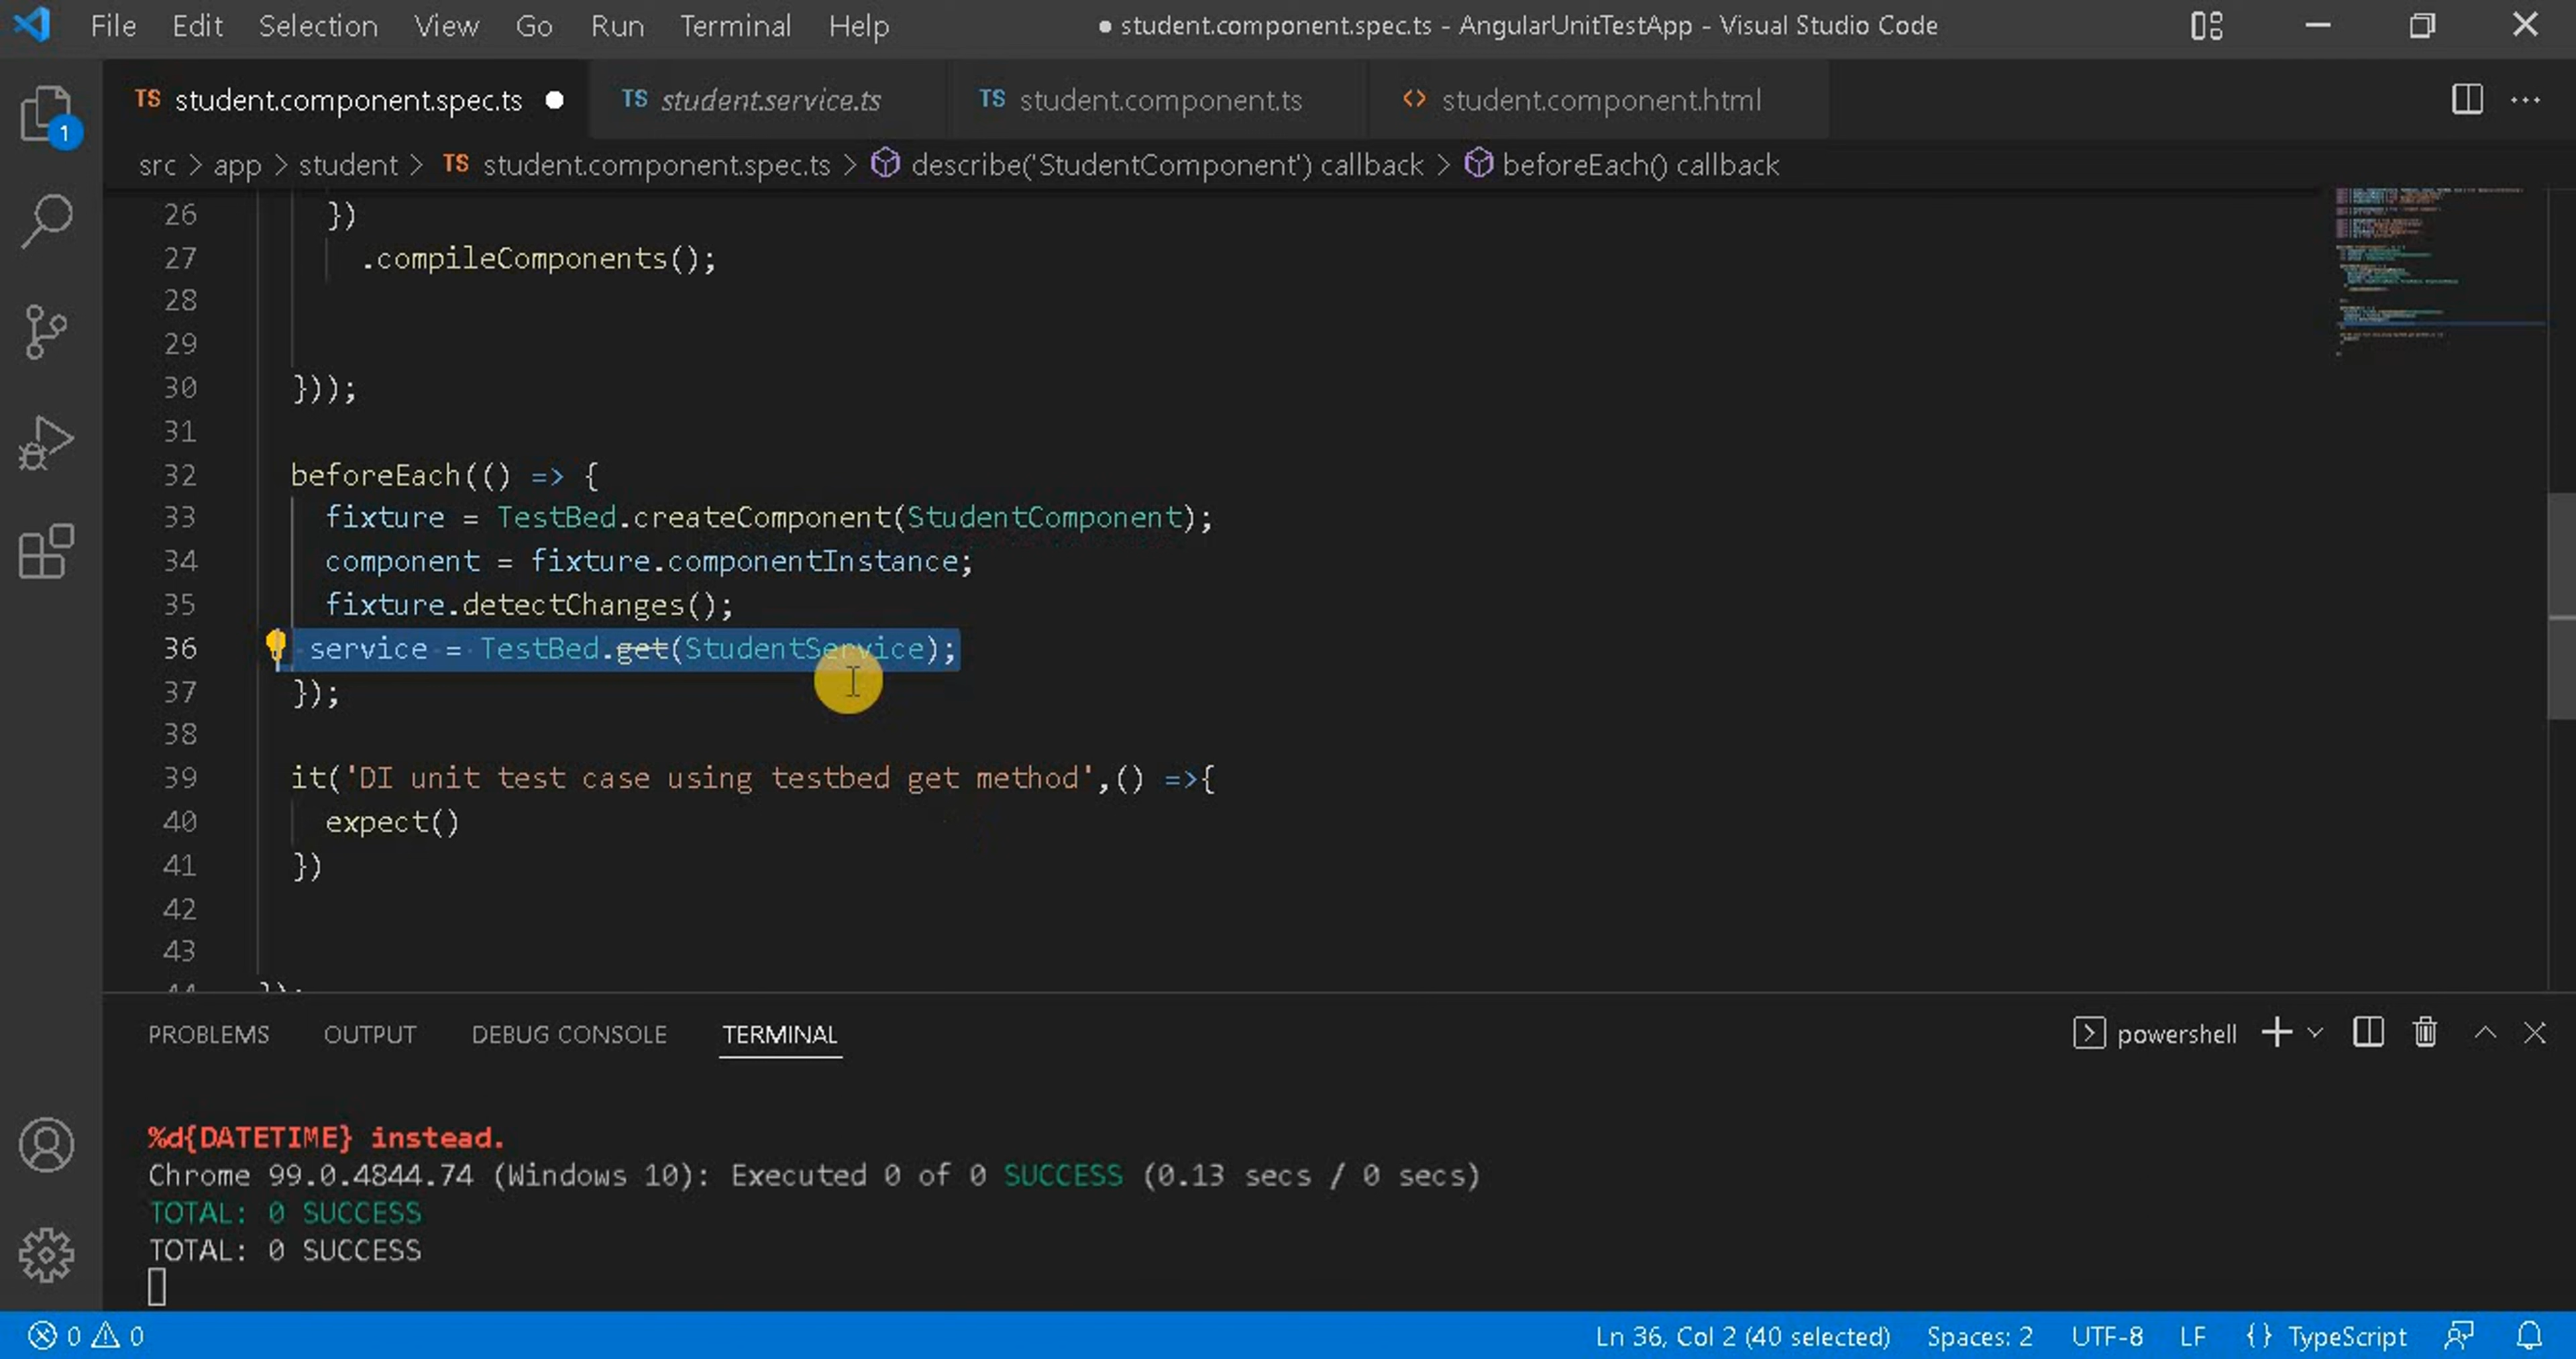 File Edit Selection View Go Run Terminal Help ● student.component.spec.ts - AngularUnitTestApp - Visual Studio Code
TS student.component.spec.ts ● TS student.service.ts TS student.component.ts <> student.component.html
src > app > student > TS student.component.spec.ts > describe('StudentComponent') callback > beforeEach() callback
1
26 })
27 .compileComponents();
28
29
30 }));
31
32 beforeEach(() => {
33 fixture = TestBed.createComponent(StudentComponent);
34 component = fixture.componentInstance;
35 fixture.detectChanges();
36 service = TestBed.get(StudentService);
37 });
38
39 it('DI unit test case using testbed get method',() =>{
40 expect()
41 })
42
43
44 });
PROBLEMS OUTPUT DEBUG CONSOLE TERMINAL powershell
%d{DATETIME} instead.
Chrome 99.0.4844.74 (Windows 10): Executed 0 of 0 SUCCESS (0.13 secs / 0 secs)
TOTAL: 0 SUCCESS
TOTAL: 0 SUCCESS
0 0 Ln 36, Col 2 (40 selected) Spaces: 2 UTF-8 LF {} TypeScript